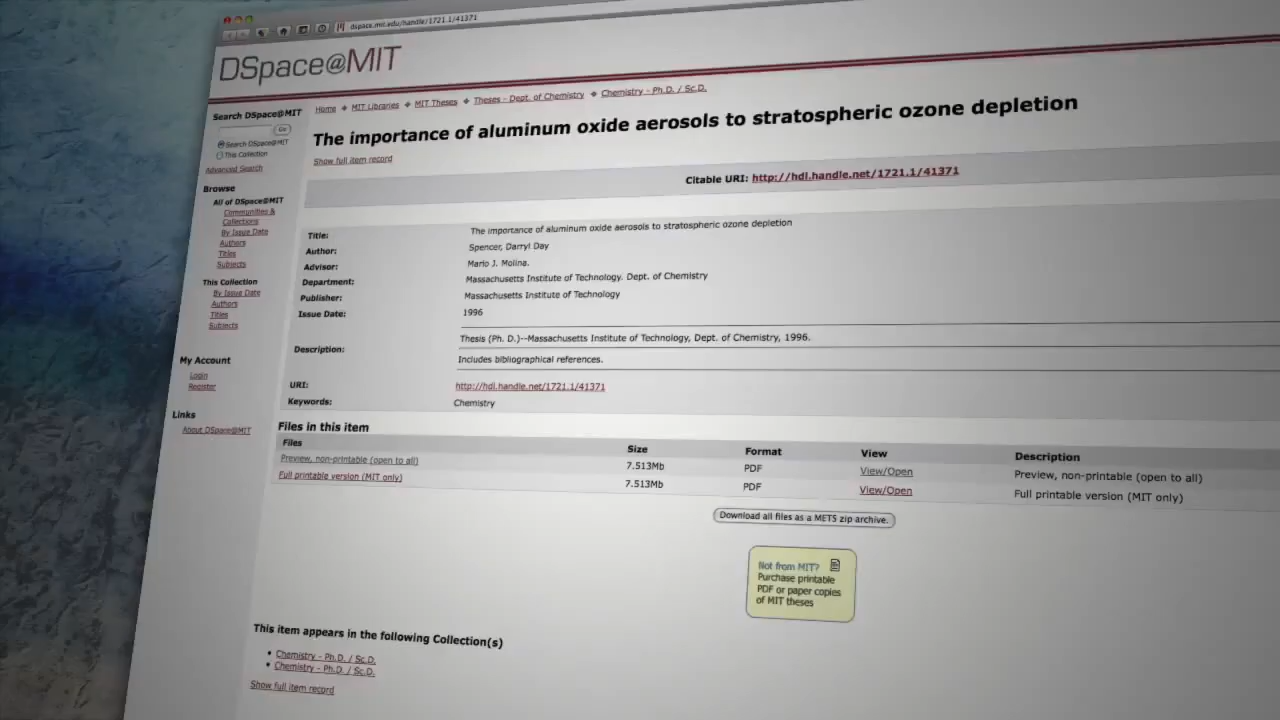 dspace.mit.edu/handle/1721.1/41371
DSpace@MIT
Home MIT Libraries MIT Theses Theses - Dept. of Chemistry Chemistry - Ph.D. / Sc.D.
Search DSpace@MIT
Go
Search DSpace@MIT
This Collection
Advanced Search
Browse
All of DSpace@MIT
Communities &
Collections
By Issue Date
Authors
Titles
Subjects
This Collection
By Issue Date
Authors
Titles
Subjects
My Account
Login
Register
Links
About DSpace@MIT
The importance of aluminum oxide aerosols to stratospheric ozone depletion
Show full item record
Citable URI: http://hdl.handle.net/1721.1/41371
Title: The importance of aluminum oxide aerosols to stratospheric ozone depletion
Author: Spencer, Darryl Day
Advisor: Mario J. Molina.
Department: Massachusetts Institute of Technology. Dept. of Chemistry
Publisher: Massachusetts Institute of Technology
Issue Date: 1996
Description: Thesis (Ph. D.)--Massachusetts Institute of Technology, Dept. of Chemistry, 1996.
Includes bibliographical references.
URI: http://hdl.handle.net/1721.1/41371
Keywords: Chemistry
Files in this item
Files Size Format View Description
Preview, non-printable (open to all) 7.513Mb PDF View/Open Preview, non-printable (open to all)
Full printable version (MIT only) 7.513Mb PDF View/Open Full printable version (MIT only)
Download all files as a METS zip archive.
Not from MIT?
Purchase printable
PDF or paper copies
of MIT theses
This item appears in the following Collection(s)
Chemistry - Ph.D. / Sc.D.
Chemistry - Ph.D. / Sc.D.
Show full item record